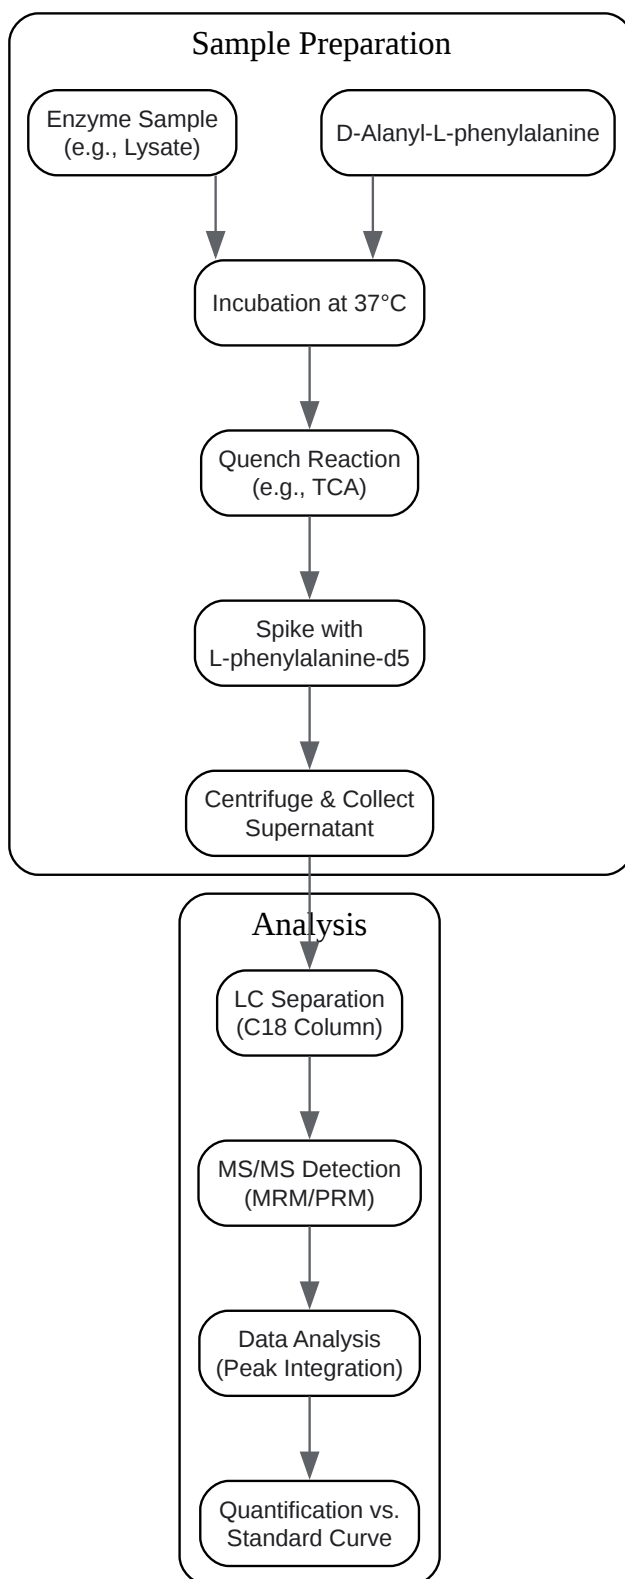 Sample Preparation
Enzyme Sample
(e.g., Lysate)
D-Alanyl-L-phenylalanine
Incubation at 37°C
Quench Reaction
(e.g., TCA)
Spike with
L-phenylalanine-d5
Centrifuge & Collect
Supernatant
Analysis
LC Separation
(C18 Column)
MS/MS Detection
(MRM/PRM)
Data Analysis
(Peak Integration)
Quantification vs.
Standard Curve